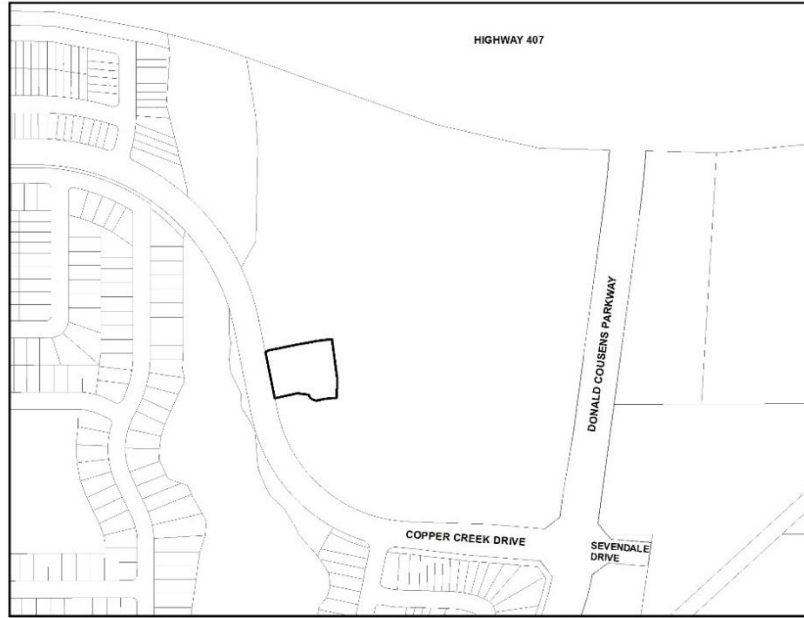 HIGHWAY 407
DONALD COUSENS PARKWAY
COPPER CREEK DRIVE
SEVENDALE
DRIVE